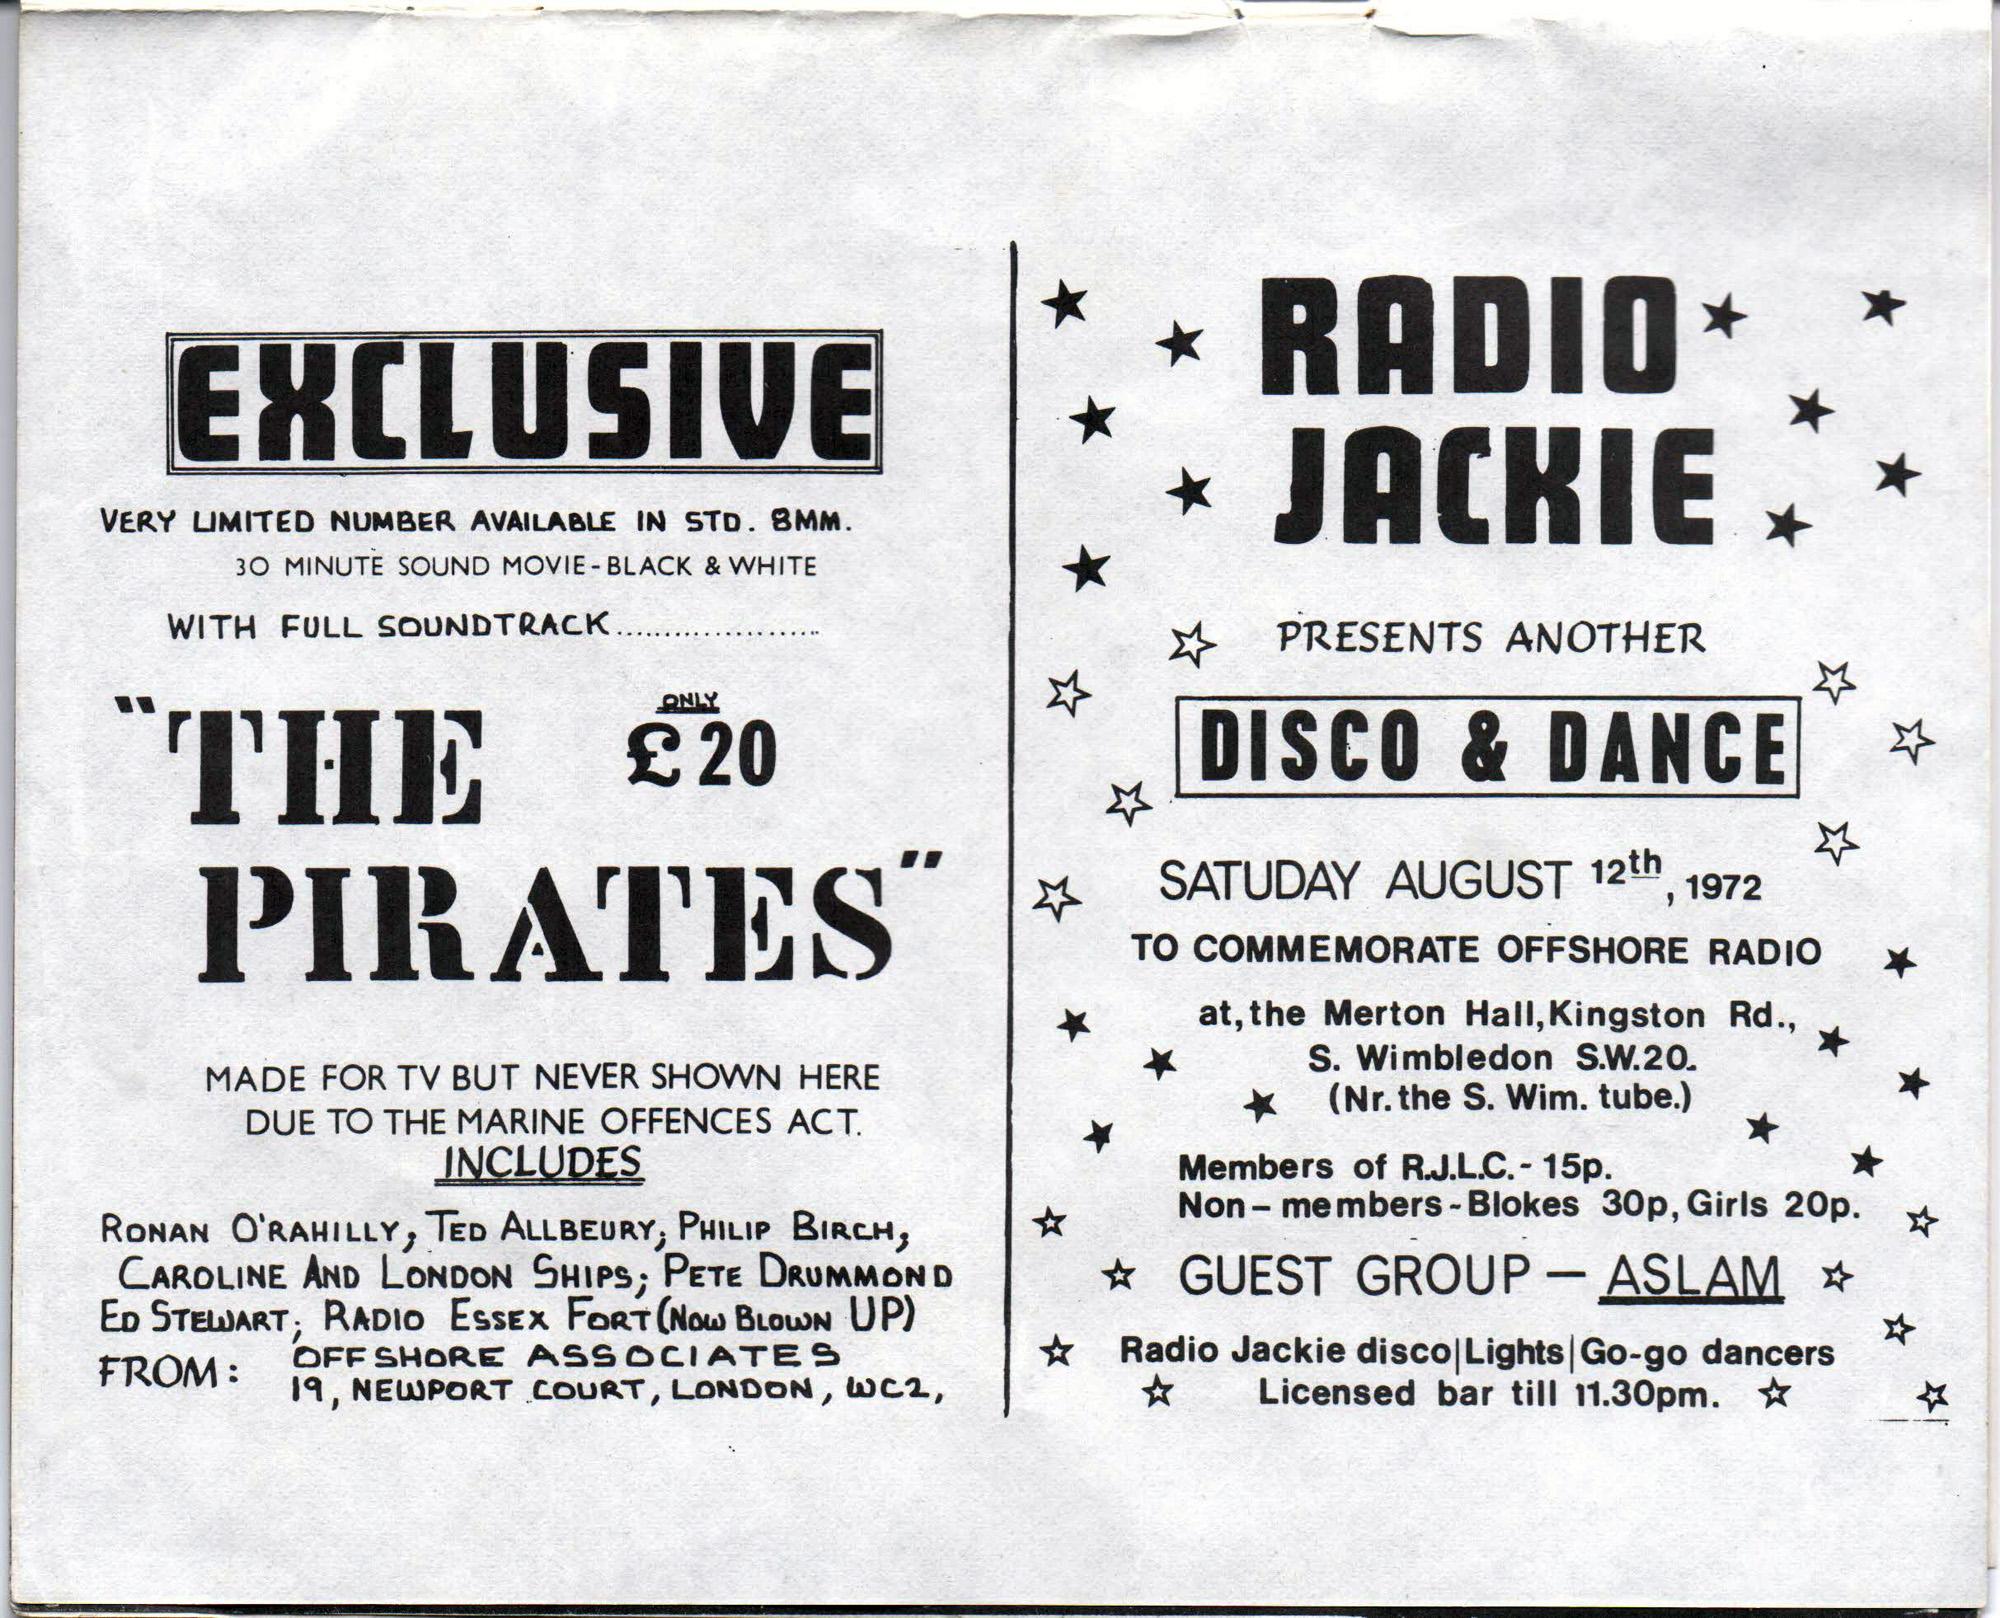 EXCLUSIVE
VERY LIMITED NUMBER AVAILABLE IN STD. 8MM.
30 MINUTE SOUND MOVIE - BLACK & WHITE
WITH FULL SOUNDTRACK.....................
"THE
ONLY
£20
PIRATES"
MADE FOR TV BUT NEVER SHOWN HERE
DUE TO THE MARINE OFFENCES ACT.
INCLUDES
RONAN O'RAHILLY, TED ALLBEURY; PHILIP BIRCH,
CAROLINE AND LONDON SHIPS; PETE DRUMMOND
ED STEWART; RADIO ESSEX FORT (NOW BLOWN UP)
FROM: OFFSHORE ASSOCIATES
19, NEWPORT COURT, LONDON, WC2,
RADIO
JACKIE
PRESENTS ANOTHER
DISCO & DANCE
SATUDAY AUGUST 12th, 1972
TO COMMEMORATE OFFSHORE RADIO
at, the Merton Hall, Kingston Rd.,
S. Wimbledon S.W.20.
(Nr. the S. Wim. tube.)
Members of R.J.L.C. - 15p.
Non - members - Blokes 30p, Girls 20p.
GUEST GROUP — ASLAM
Radio Jackie disco|Lights|Go-go dancers
Licensed bar till 11.30pm.